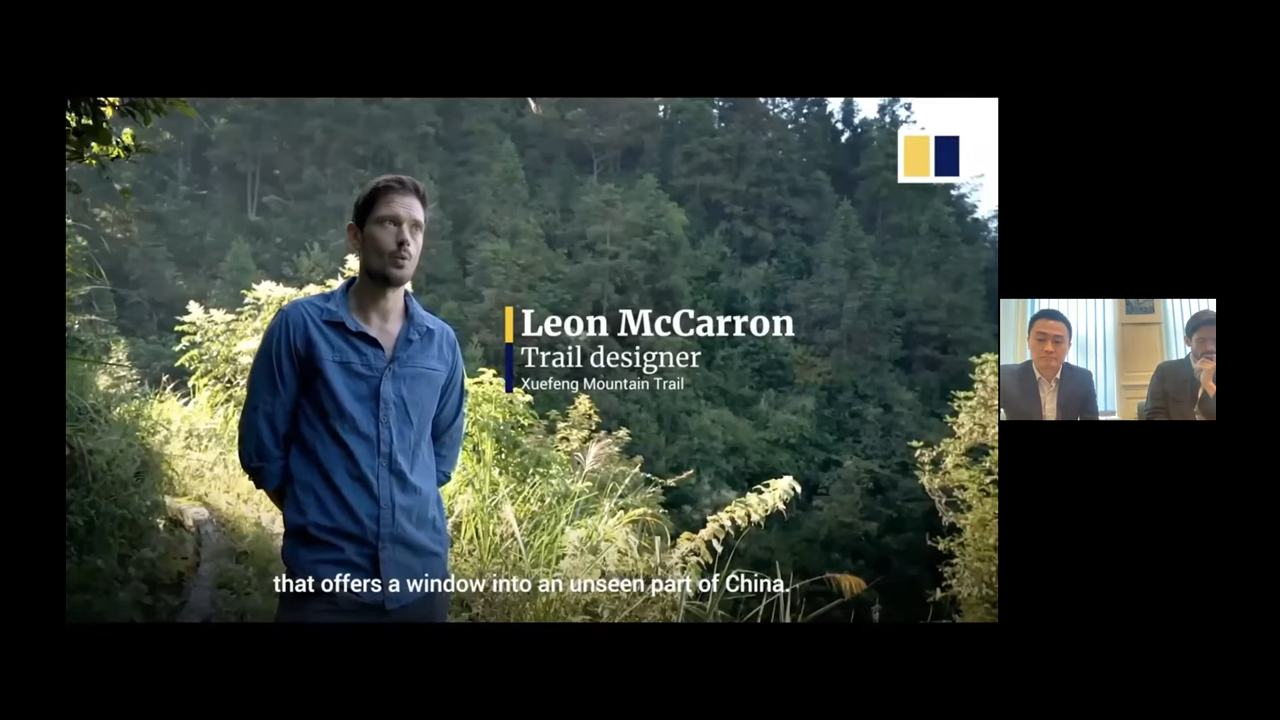 Leon McCarron
Trail designer
Xuefeng Mountain Trail
that offers a window into an unseen part of China.